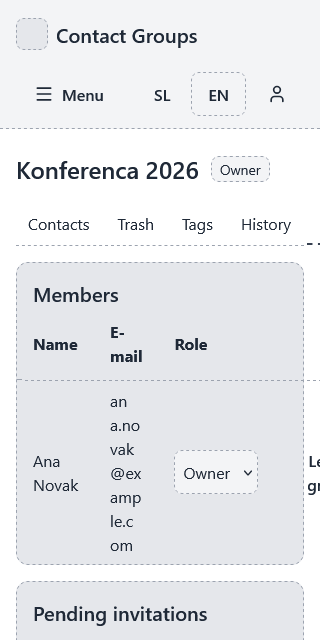 Contact Groups
Menu SL EN
Konferenca 2026 Owner
Contacts Trash Tags History
Members
Name E-mail Role
Ana Novak
an
a.no
vak
@ex
amp
le.c
om
Owner
Pending invitations